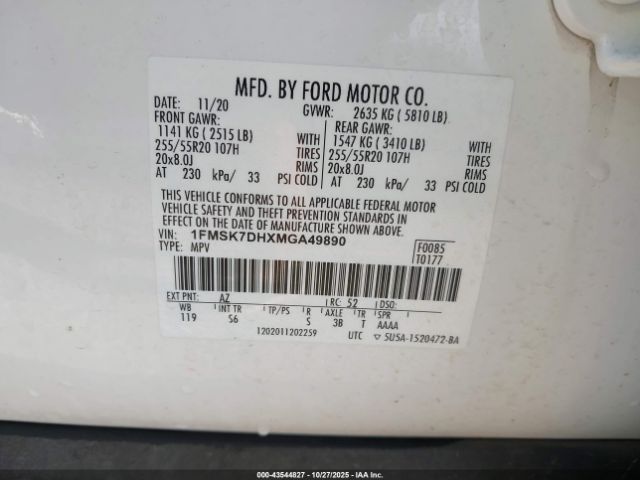 MFD. BY FORD MOTOR CO.
DATE: 11/20 GVWR: 2635 KG ( 5810 LB)
FRONT GAWR: REAR GAWR:
1141 KG ( 2515 LB) WITH 1547 KG ( 3410 LB) WITH
255/55R20 107H TIRES 255/55R20 107H TIRES
20x8.0J RIMS 20x8.0J RIMS
AT 230 kPa/ 33 PSI COLD AT 230 kPa/ 33 PSI COLD
THIS VEHICLE CONFORMS TO ALL APPLICABLE FEDERAL MOTOR
VEHICLE SAFETY AND THEFT PREVENTION STANDARDS IN
EFFECT ON THE DATE OF MANUFACTURE SHOWN ABOVE.
VIN: 1FMSK7DHXMGA49890 F0085
TYPE: MPV T0177
EXT PNT: AZ RC: 52 DSO:
WB INT TR TP/PS R AXLE TR SPR
119 S6 S 3B T AAAA
1202011202259 UTC ▽ 5U5A-1520472-BA
000-43544827 | 10/27/2025 | IAA Inc.